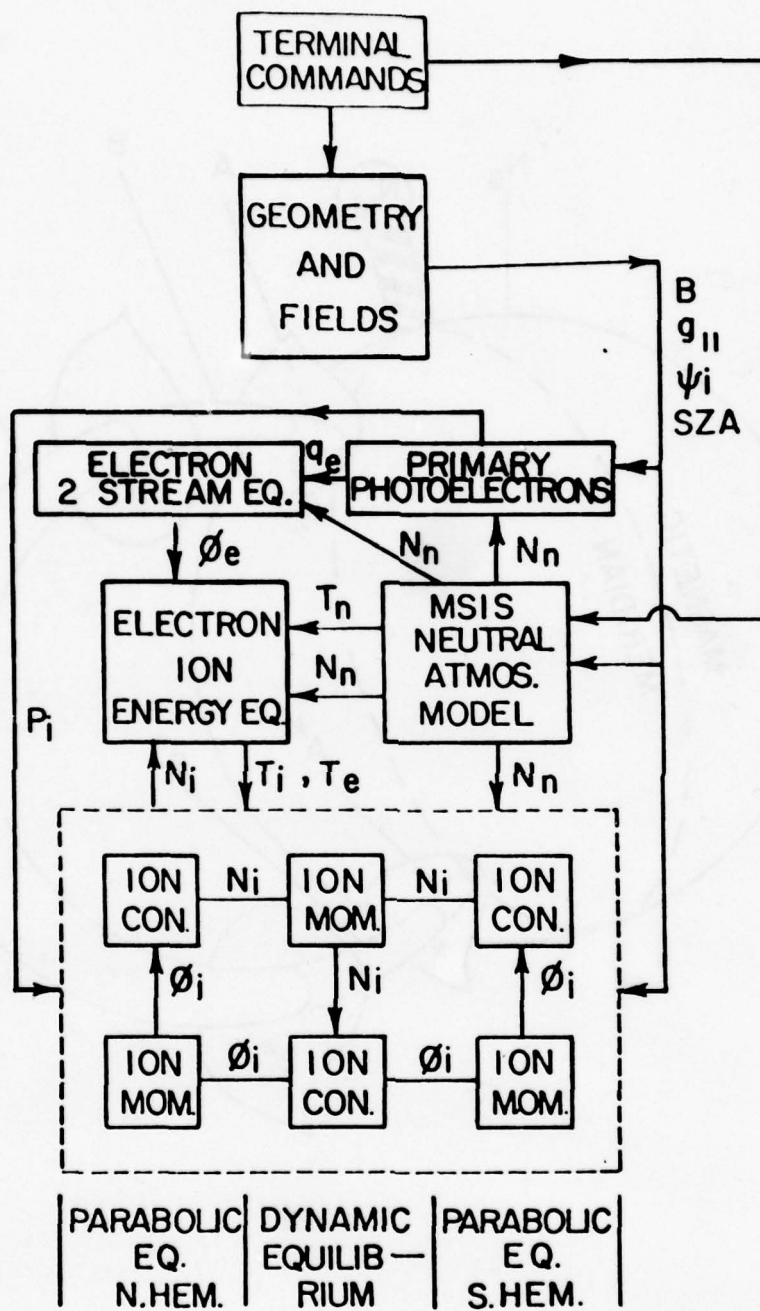 TERMINAL
COMMANDS
GEOMETRY
AND
FIELDS
B
g₁₁
ψi
SZA
ELECTRON
2 STREAM EQ.
qe
PRIMARY
PHOTOELECTRONS
Øe
Nn
Nn
ELECTRON
ION
ENERGY EQ.
Tn
Nn
MSIS
NEUTRAL
ATMOS.
MODEL
Pi
Ni
Ti , Te
Nn
ION
CON.
Ni
ION
MOM.
Ni
ION
CON.
Øi
Ni
Øi
ION
MOM.
Øi
ION
CON.
Øi
ION
MOM.
PARABOLIC
EQ.
N.HEM.
DYNAMIC
EQUILIB—
RIUM
PARABOLIC
EQ.
S.HEM.